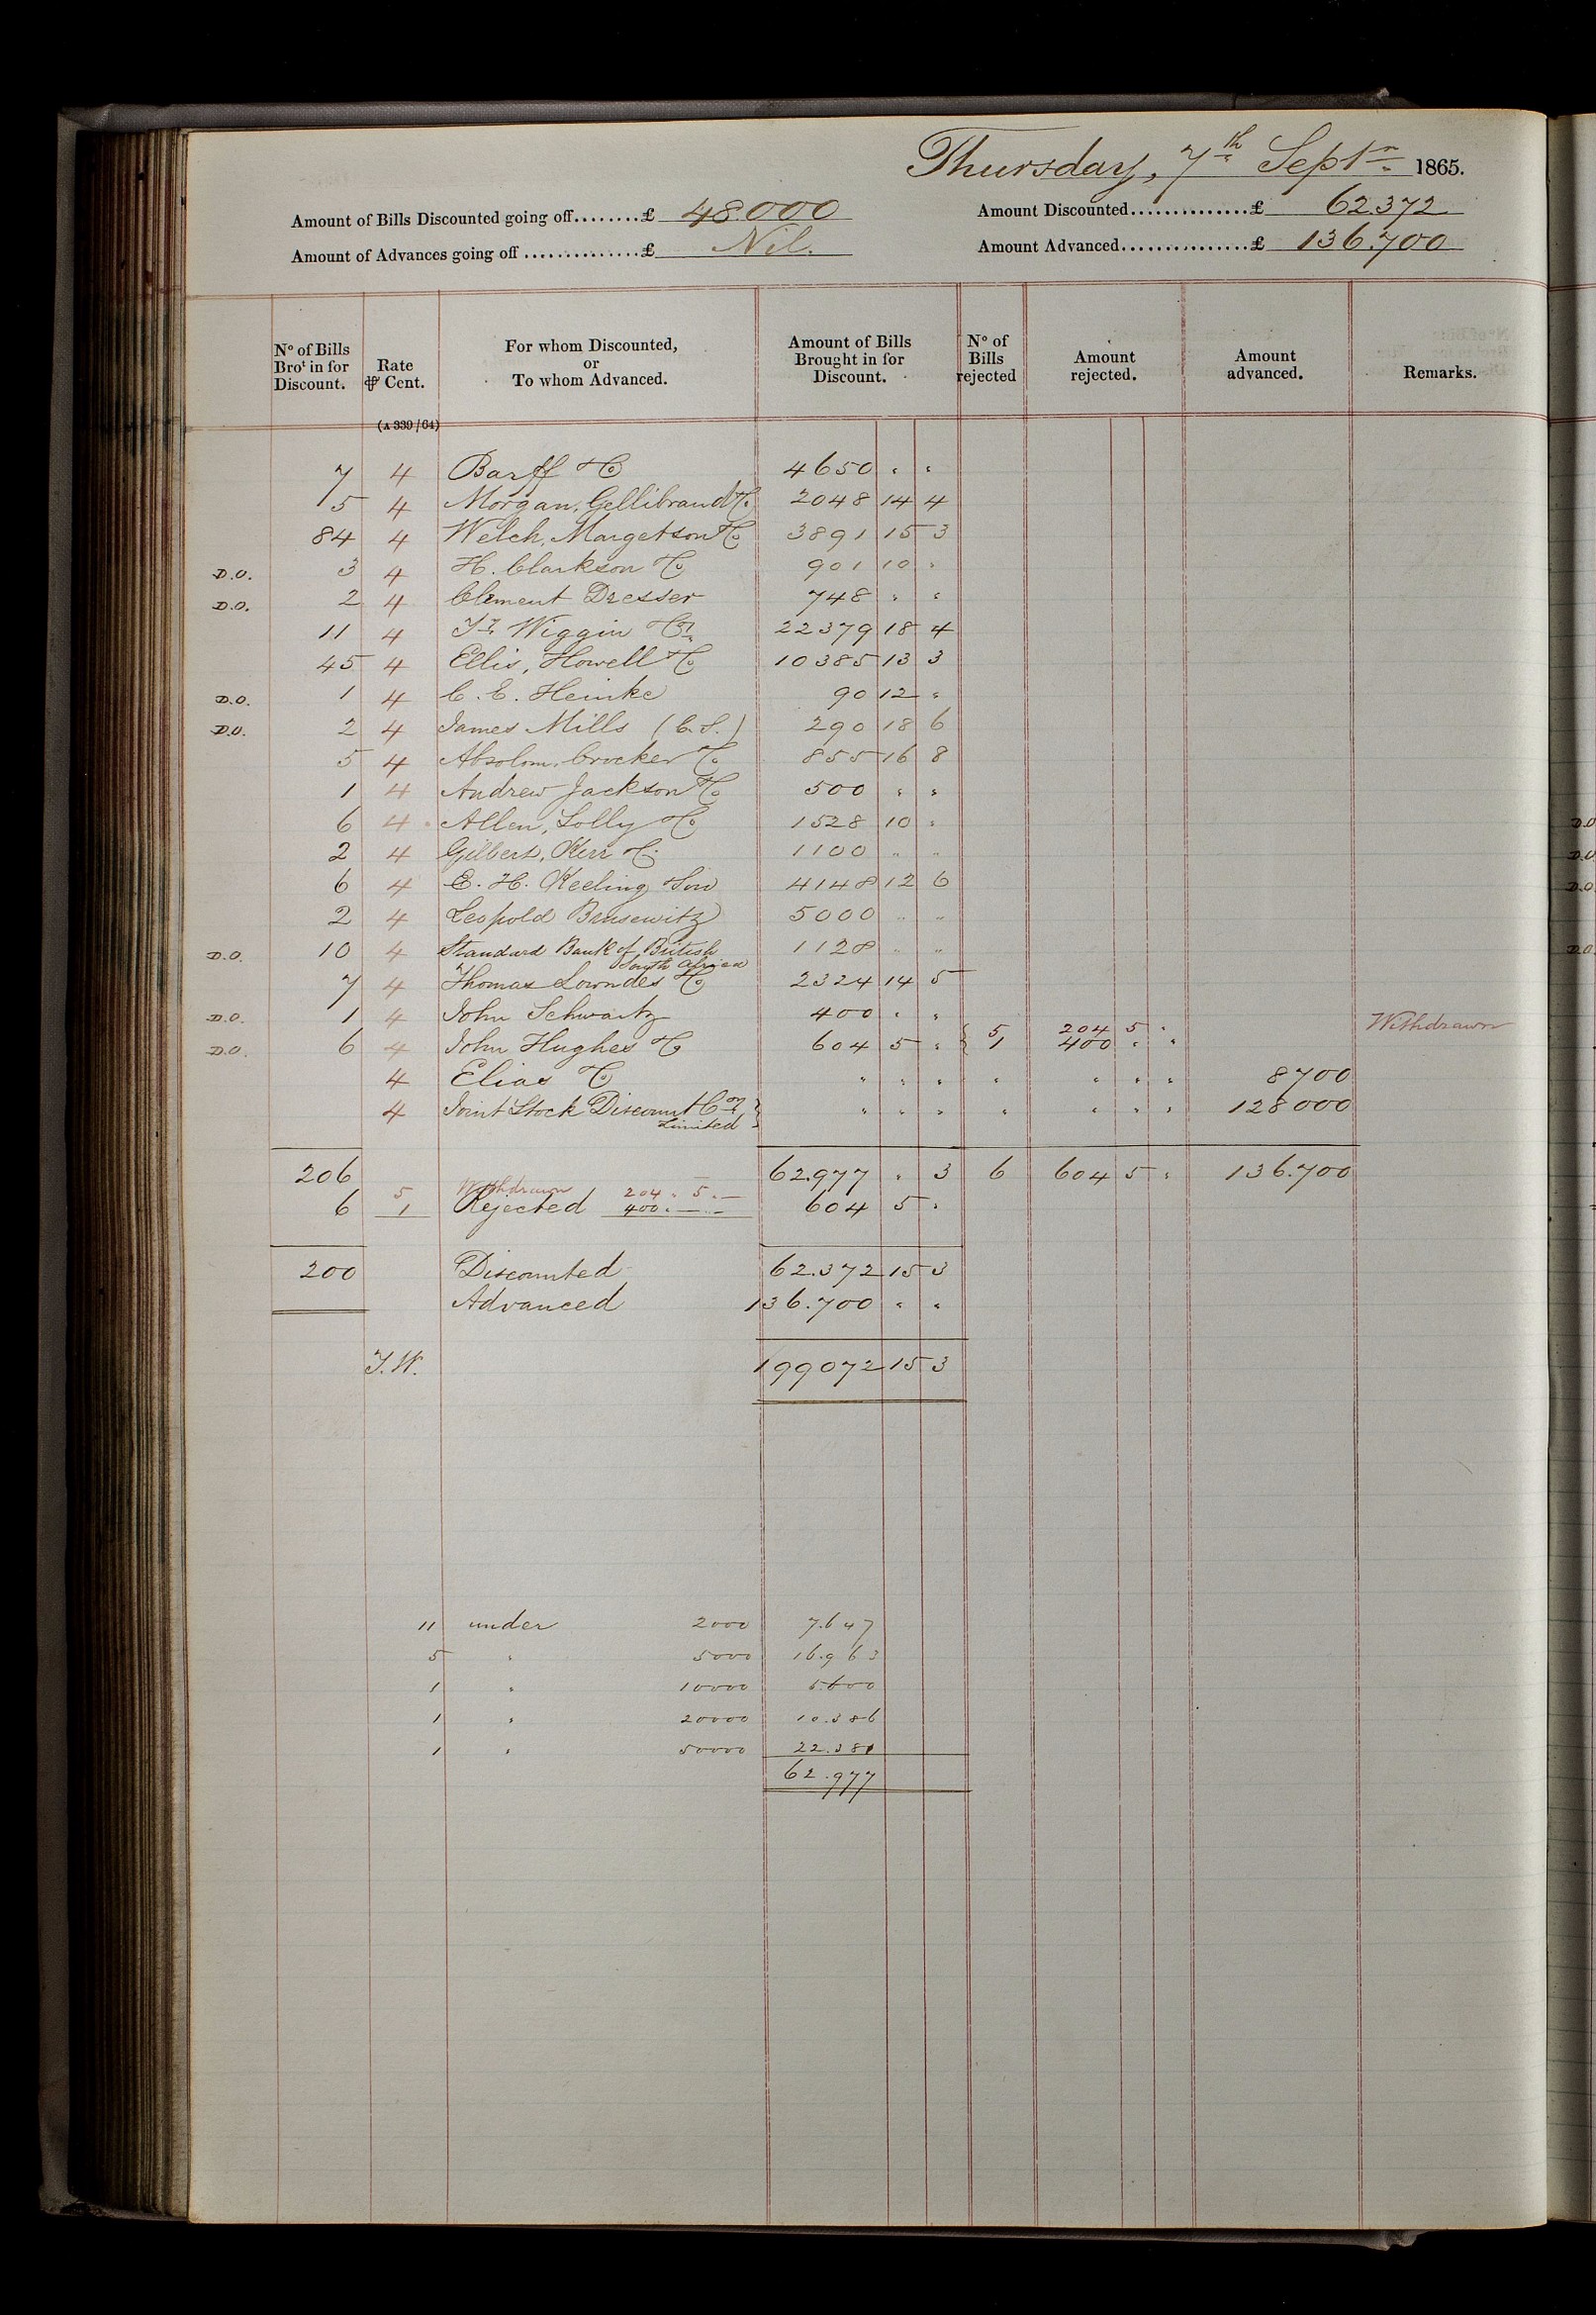 Thursday, 7th Septr 1865.
Amount of Bills Discounted going off........£ 48.000
Amount Discounted..............£ 62.372
Amount of Advances going off..............£ Nil.
Amount Advanced...............£ 136.700
No of Bills Brot in for Discount. Rate ⅌ Cent. For whom Discounted, or To whom Advanced. Amount of Bills Brought in for Discount. No of Bills rejected Amount rejected. Amount advanced. Remarks.
(A 339/64)
7 4 Barff & Co 4650 " "
5 4 Morgan, Gellibrand & Co 2048 14 4
84 4 Welch, Margetson & Co 3891 15 3
D.O. 3 4 H. Clarkson & Co 901 10 "
D.O. 2 4 Clement Dresser 748 " "
11 4 Wiggin 22379 18 4
45 4 Ellis, Howell & Co 10385 13 3
D.O. 1 4 C. E. Heinke 90 12 "
D.O. 2 4 James Mills (C.S.) 290 18 6
5 4 Absolom, Crocker & Co 855 16 8
1 4 Andrew Jackson & Co 500 " "
6 4 Allen, Lolly & Co 1528 10 "
2 4 Gilbert, Kerr & Co 1100 " "
6 4 E. H. Keeling & Son 4148 12 6
2 4 Leopold Bensewitz 5000 " "
D.O. 10 4 Standard Bank of British 1128 " "
South Africa
7 4 Thomas Lowndes & Co 2324 14 5
D.O. 1 4 John Schwartz 400 " "
5 204 5 " Withdrawn
D.O. 6 4 John Hughes & Co 604 5 " 1 400 " "
4 Elias & Co " " " " " " " 8700
4 Joint Stock Discount Coy " " " " " " " 128000
Limited
206 62.977 " 3 6 604 5 " 136.700
5 Withdrawn 204 . 5 . —
6 1 Rejected 400 . — . — 604 5 "
200 Discounted 62.372 15 3
Advanced 136.700 " "
J.W. 199072 15 3
11 under 2000 7.647
5 " 5000 16.963
1 " 10000 5.600
1 " 20000 10.386
1 " 50000 22.381
62.977